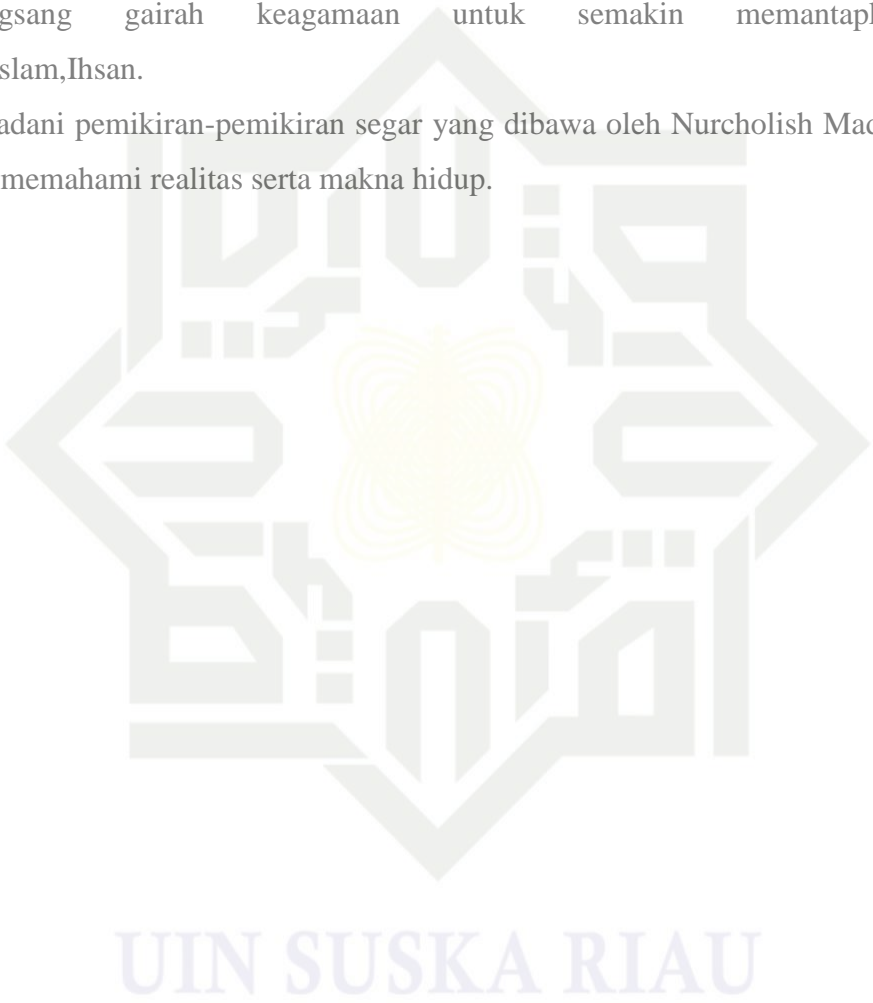 gsang gairah keagamaan untuk semakin memantap
slam,Ihsan.
adani pemikiran-pemikiran segar yang dibawa oleh Nurcholish Mad
memahami realitas serta makna hidup.
UIN SUSKA RIAU